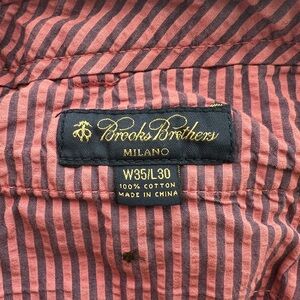 Brooks Brothers
MILANO
W35/L30
100% COTTON
MADE IN CHINA